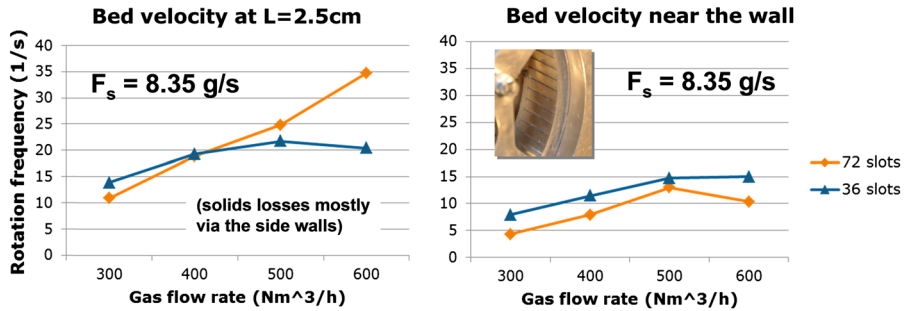 Bed velocity at L=2.5cm
Rotation frequency (1/s)
40
35
30
25
20
15
10
5
0
Fs = 8.35 g/s
(solids losses mostly
via the side walls)
300 400 500 600
Gas flow rate (Nm^3/h)
Bed velocity near the wall
40
35
30
25
20
15
10
5
0
Fs = 8.35 g/s
300 400 500 600
Gas flow rate (Nm^3/h)
72 slots
36 slots